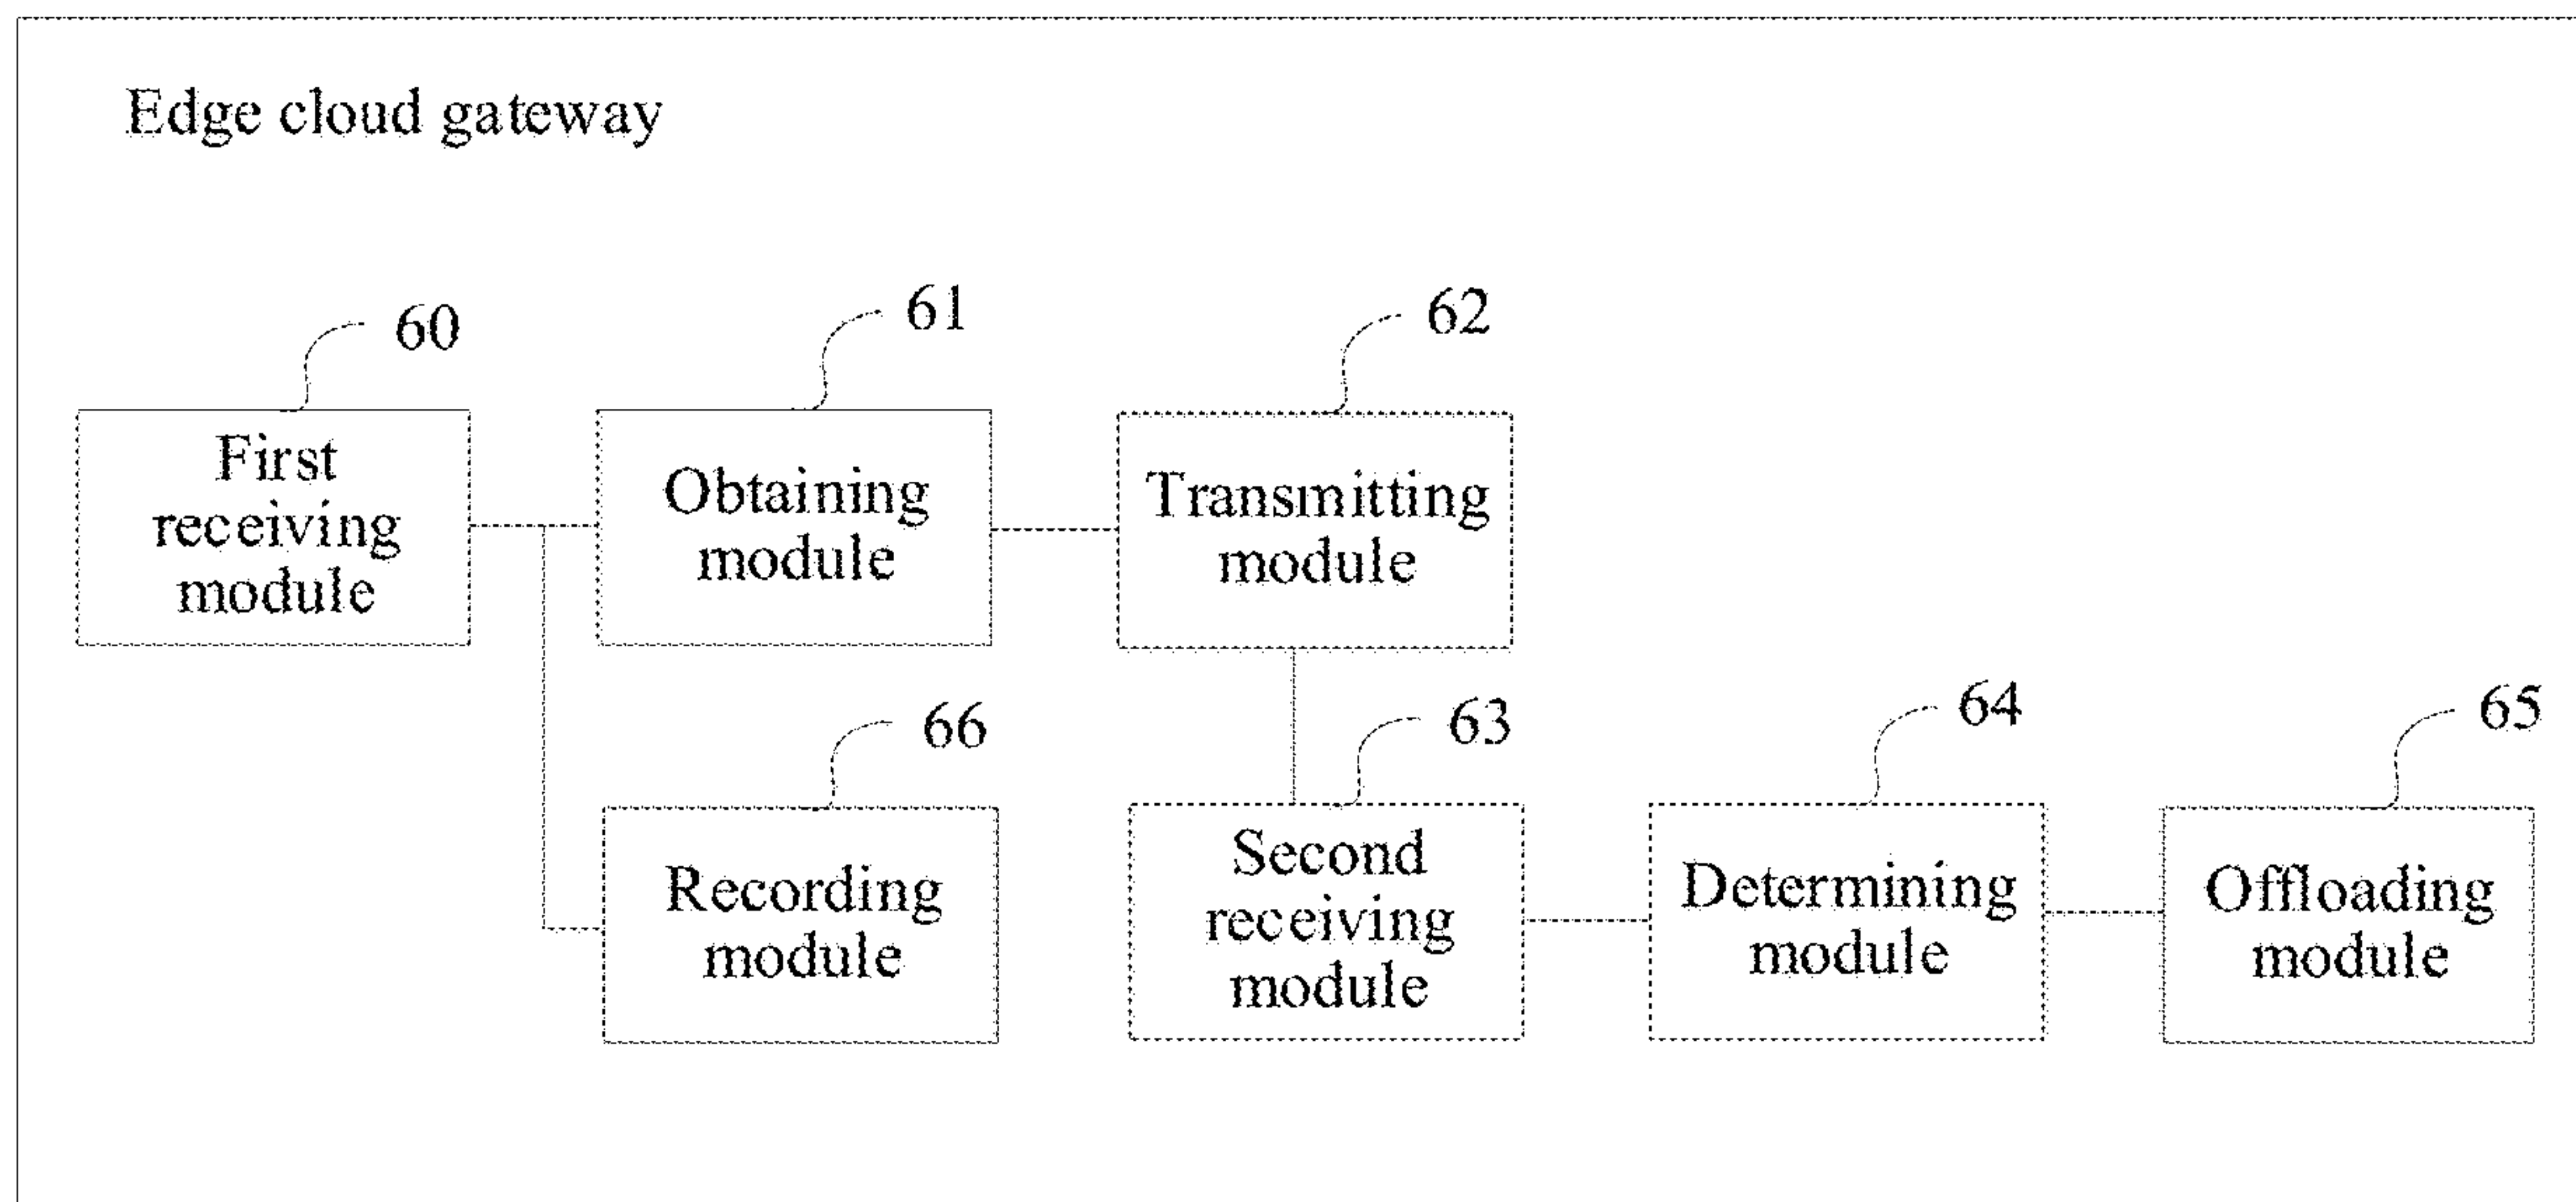 Edge cloud gateway
60
61
62
First
receiving
module
Obtaining
module
Transmitting
module
66
63
64
65
Recording
module
Second
receiving
module
Determining
module
Offloading
module